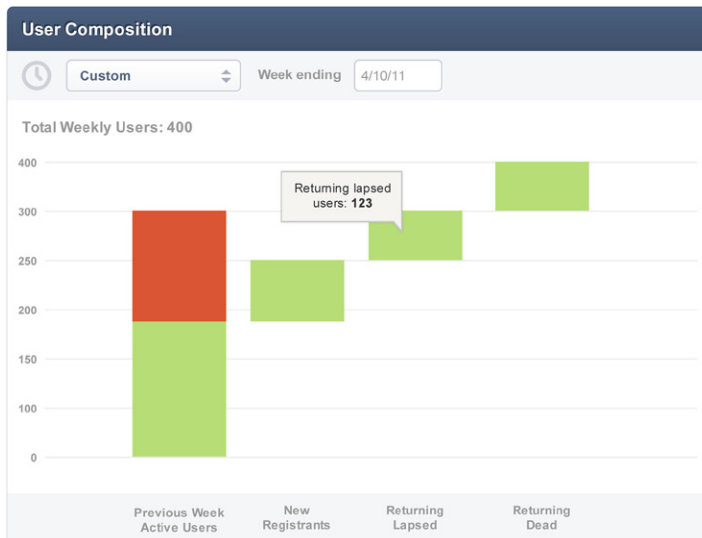 User Composition
Custom
Week ending
4/10/11
Total Weekly Users: 400
400
300
250
200
150
100
0
Returning lapsed
users: 123
Previous Week
Active Users
New
Registrants
Returning
Lapsed
Returning
Dead